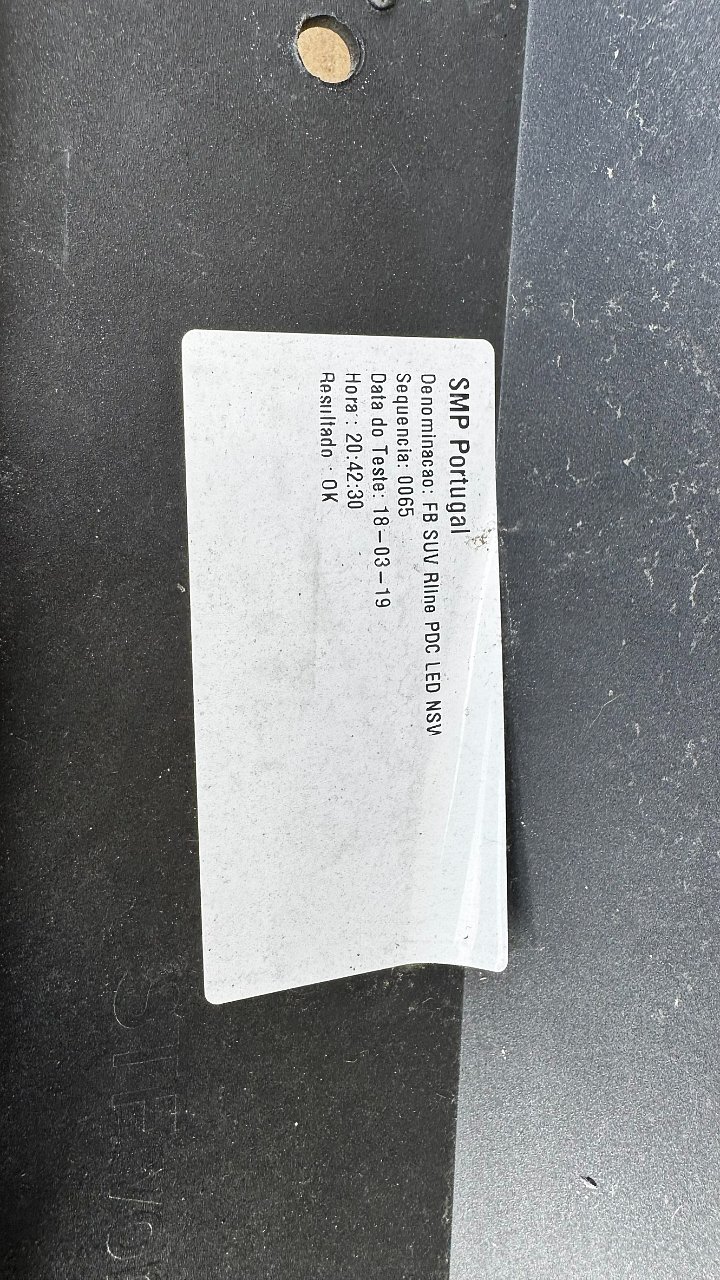 SMP Portugal
Denominacao: FB SUV Rline PDC LED NSW
Sequencia: 0065
Data do Teste: 18-03-19
Hora : 20:42:30
Resultado : OK